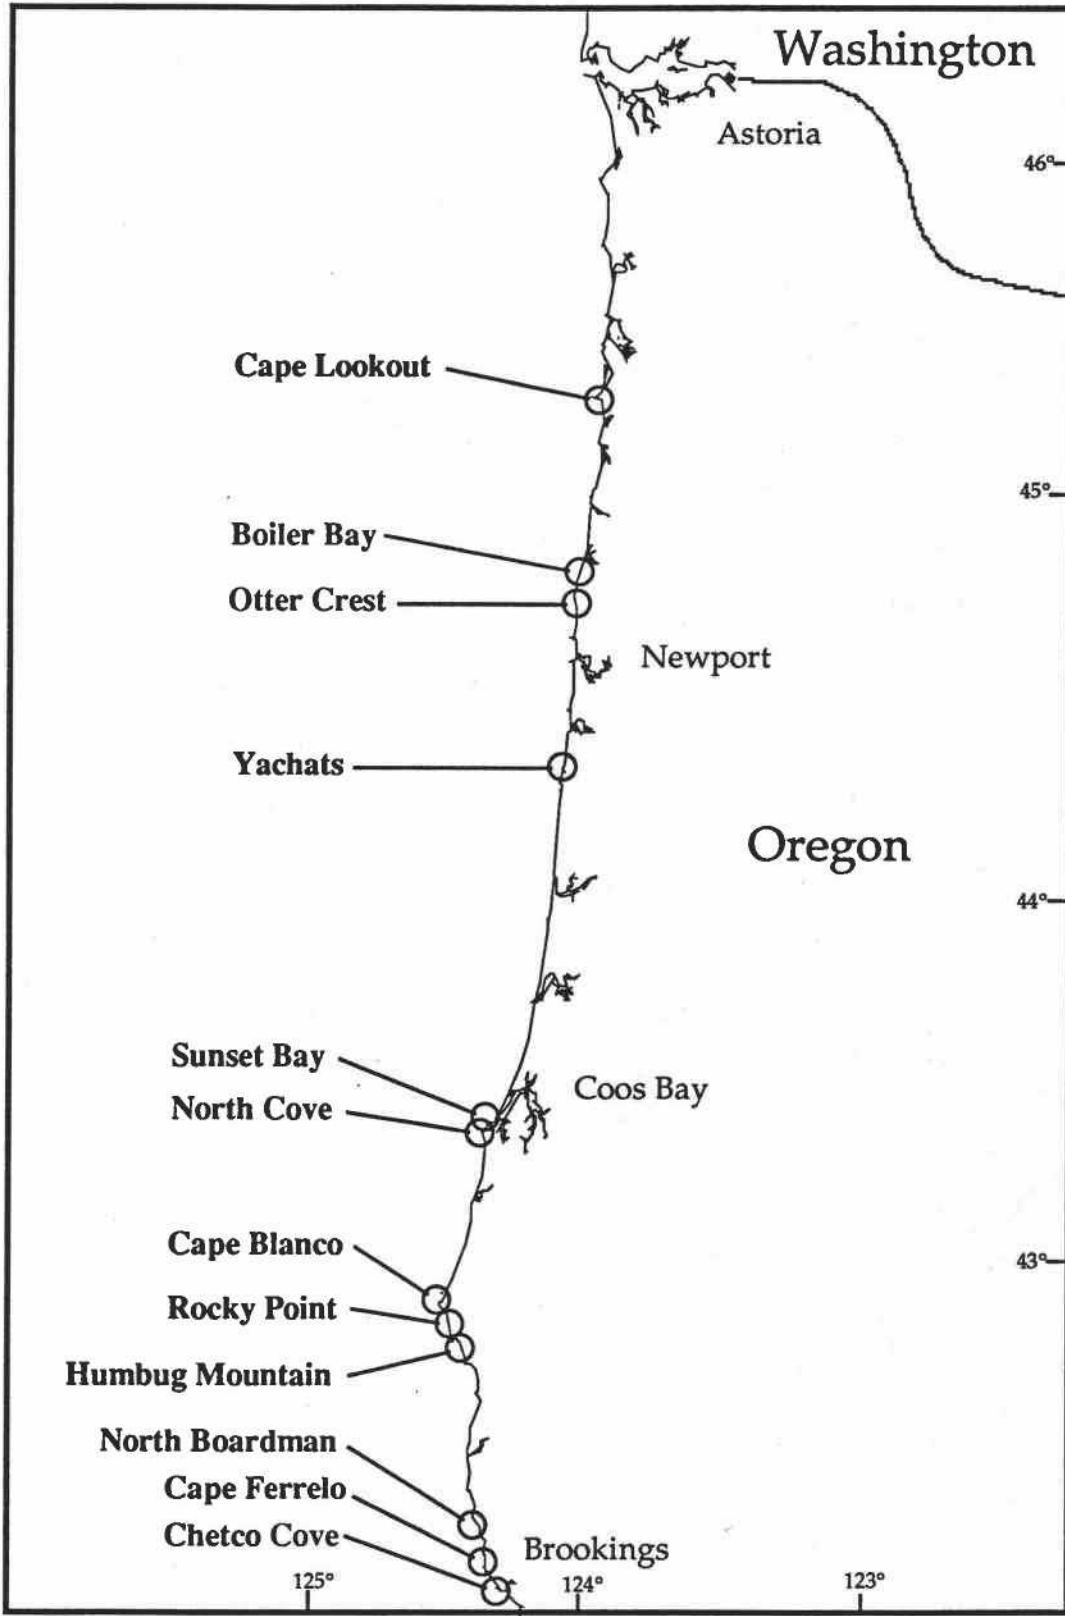 Washington
Astoria
46°
Cape Lookout
45°
Boiler Bay
Otter Crest
Newport
Yachats
Oregon
44°
Sunset Bay
Coos Bay
North Cove
Cape Blanco
43°
Rocky Point
Humbug Mountain
North Boardman
Cape Ferrelo
Chetco Cove
Brookings
125°
124°
123°